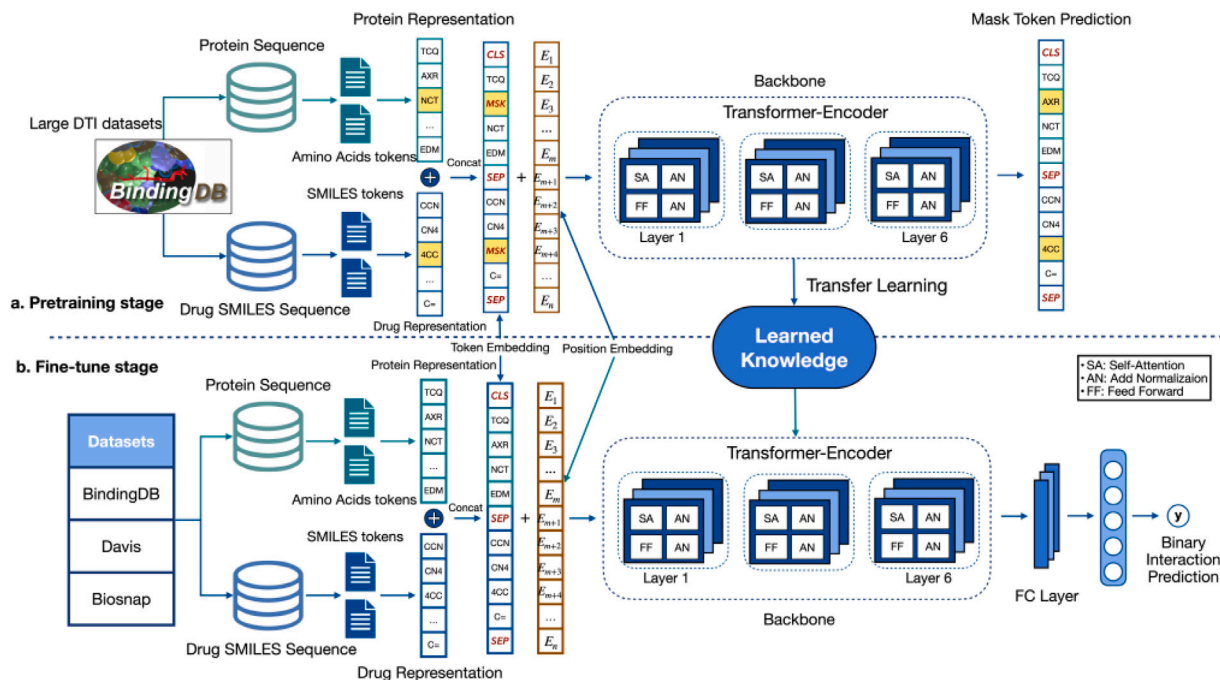 Protein Representation
Mask Token Prediction
Protein Sequence
TCQ
AXR
NCT
...
EDM
CLS
TCQ
MSK
NCT
EDM
SEP
CCN
CN4
MSK
C=
SEP
E1
E2
E3
...
Em
Em+1
Em+2
Em+3
Em+4
...
En
Backbone
Transformer-Encoder
SA AN
FF AN
SA AN
FF AN
SA AN
FF AN
Layer 1
Layer 6
CLS
TCQ
AXR
NCT
EDM
SEP
CCN
CN4
4CC
C=
SEP
Large DTI datasets
BindingDB
Amino Acids tokens
Concat
+
+
SMILES tokens
CCN
CN4
4CC
...
C=
Drug SMILES Sequence
a. Pretraining stage
Transfer Learning
Drug Representation
Token Embedding
Position Embedding
Learned
Knowledge
b. Fine-tune stage
Protein Representation
Protein Sequence
TCQ
AXR
NCT
...
EDM
CLS
TCQ
AXR
NCT
EDM
SEP
CCN
CN4
4CC
C=
SEP
E1
E2
E3
...
Em
Em+1
Em+2
Em+3
Em+4
...
En
• SA: Self-Attention
• AN: Add Normalizaion
• FF: Feed Forward
Datasets
BindingDB
Davis
Biosnap
Amino Acids tokens
Concat
+
+
SMILES tokens
CCN
CN4
4CC
...
C=
Drug SMILES Sequence
Drug Representation
Transformer-Encoder
SA AN
FF AN
SA AN
FF AN
SA AN
FF AN
Layer 1
Layer 6
Backbone
FC Layer
y
Binary
Interaction
Prediction